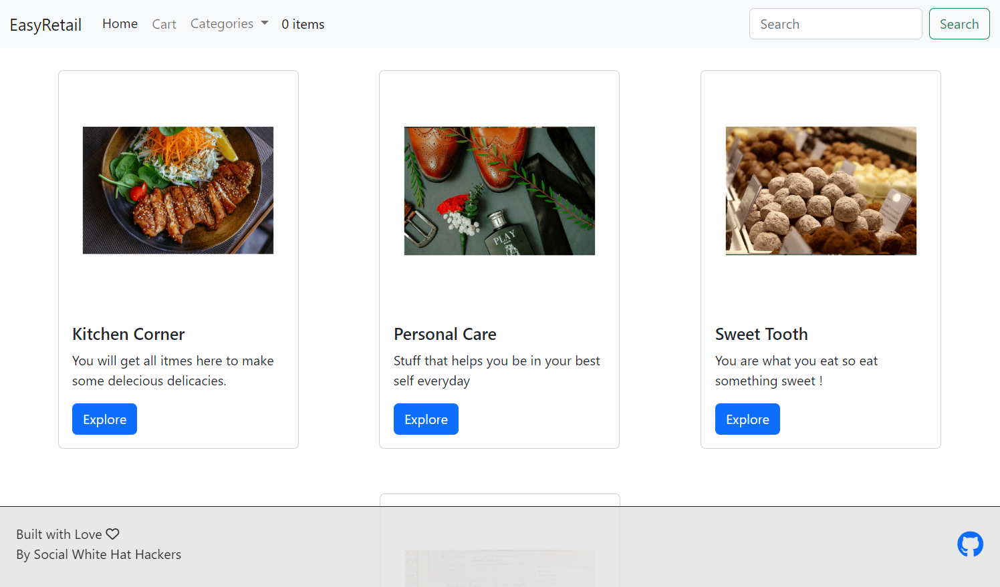 EasyRetail Home Cart Categories 0 items Search Search
PLAY
Kitchen Corner
You will get all itmes here to make
some delecious delicacies.
Explore
Personal Care
Stuff that helps you be in your best
self everyday
Explore
Sweet Tooth
You are what you eat so eat
something sweet !
Explore
Built with Love
By Social White Hat Hackers